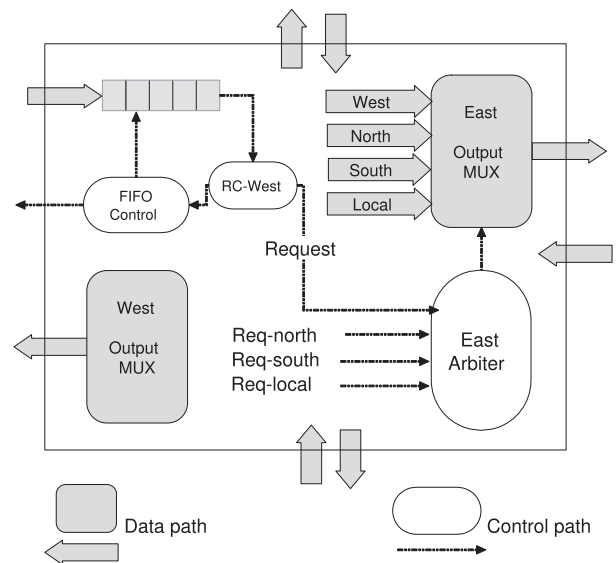 West
North
South
Local
East
Output
MUX
FIFO
Control
RC-West
Request
West
Output
MUX
Req-north
Req-south
Req-local
East
Arbiter
Data path
Control path